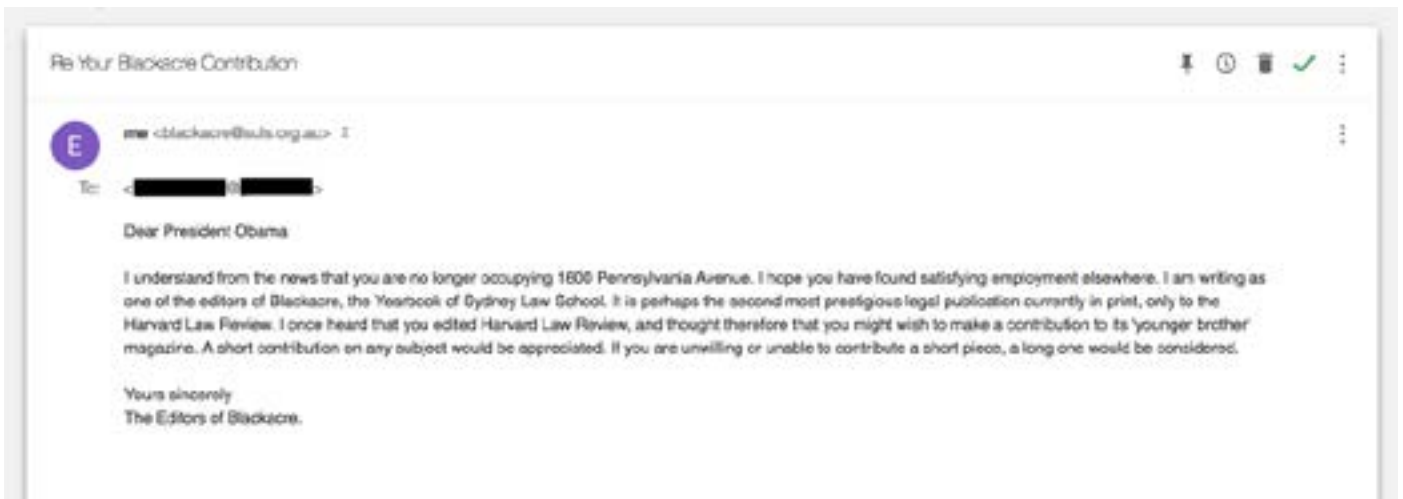 Re Your Blackacre Contribution
E
me <blackacre@suls.org.au>
To: < @ >
Dear President Obama
I understand from the news that you are no longer occupying 1600 Pennsylvania Avenue. I hope you have found satisfying employment elsewhere. I am writing as
one of the editors of Blackacre, the Yearbook of Sydney Law School. It is perhaps the second most prestigious legal publication currently in print, only to the
Harvard Law Review. I once heard that you edited Harvard Law Review, and thought therefore that you might wish to make a contribution to its 'younger brother'
magazine. A short contribution on any subject would be appreciated. If you are unwilling or unable to contribute a short piece, a long one would be considered.
Yours sincerely
The Editors of Blackacre.